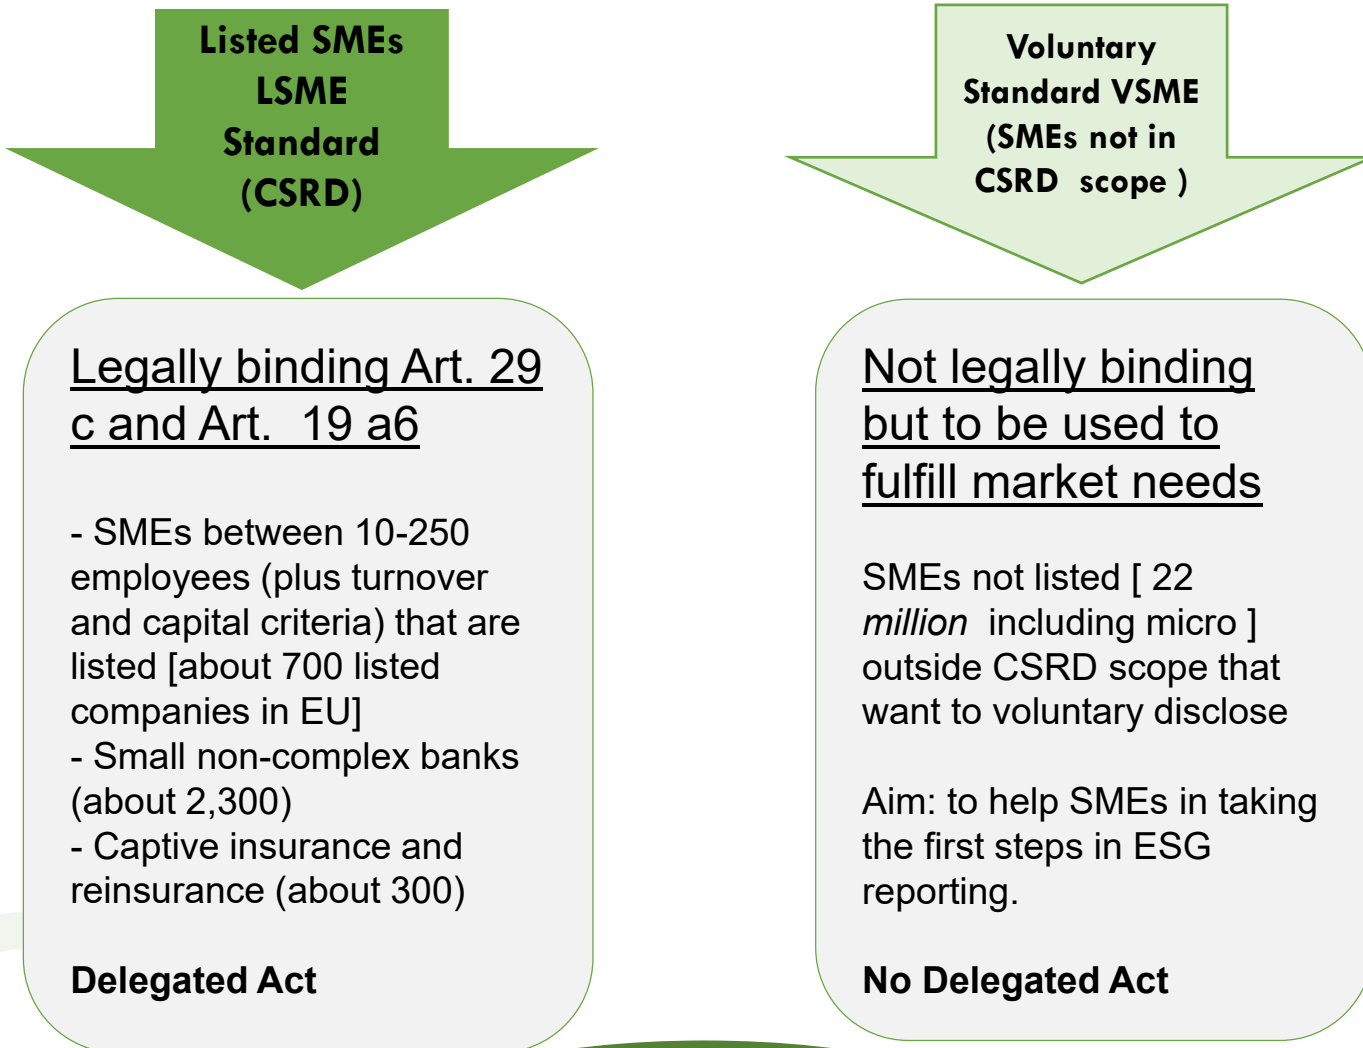 Listed SMEs
LSME
Standard
(CSRD)
Legally binding Art. 29
c and Art.  19 a6
- SMEs between 10-250
employees (plus turnover
and capital criteria) that are
listed [about 700 listed
companies in EU]
- Small non-complex banks
(about 2,300)
- Captive insurance and
reinsurance (about 300)
Delegated Act
Voluntary
Standard VSME
(SMEs not in
CSRD  scope )
Not legally binding
but to be used to
fulfill market needs
SMEs not listed [ 22
million  including micro ]
outside CSRD scope that
want to voluntary disclose
Aim: to help SMEs in taking
the first steps in ESG
reporting.
No Delegated Act